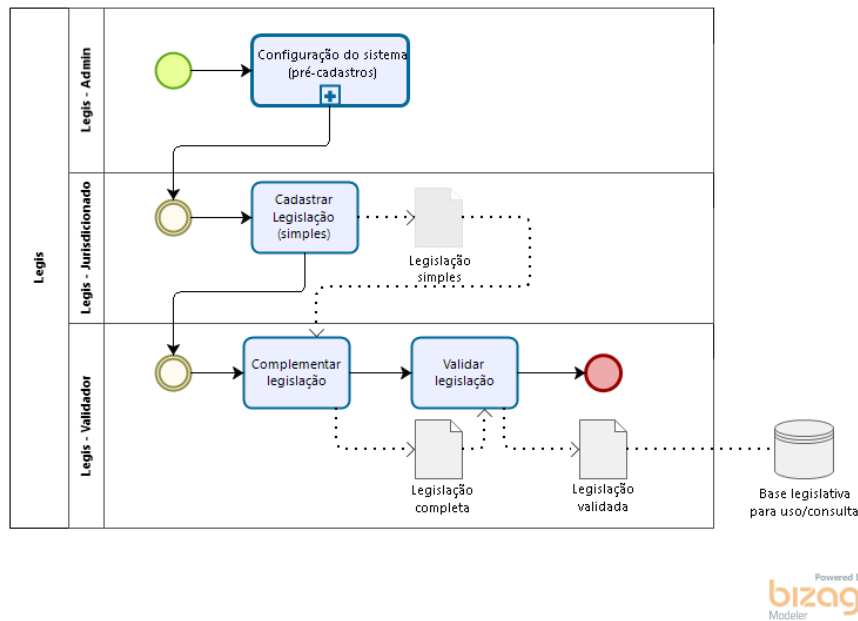 Legis
Legis - Admin
Configuração do sistema
(pré-cadastros)
Legis - Jurisdicionado
Cadastrar
Legislação
(simples)
Legislação
simples
Legis - Validador
Complementar
legislação
Validar
legislação
Legislação
completa
Legislação
validada
Base legislativa
para uso/consulta
Powered
bizag
Modeler